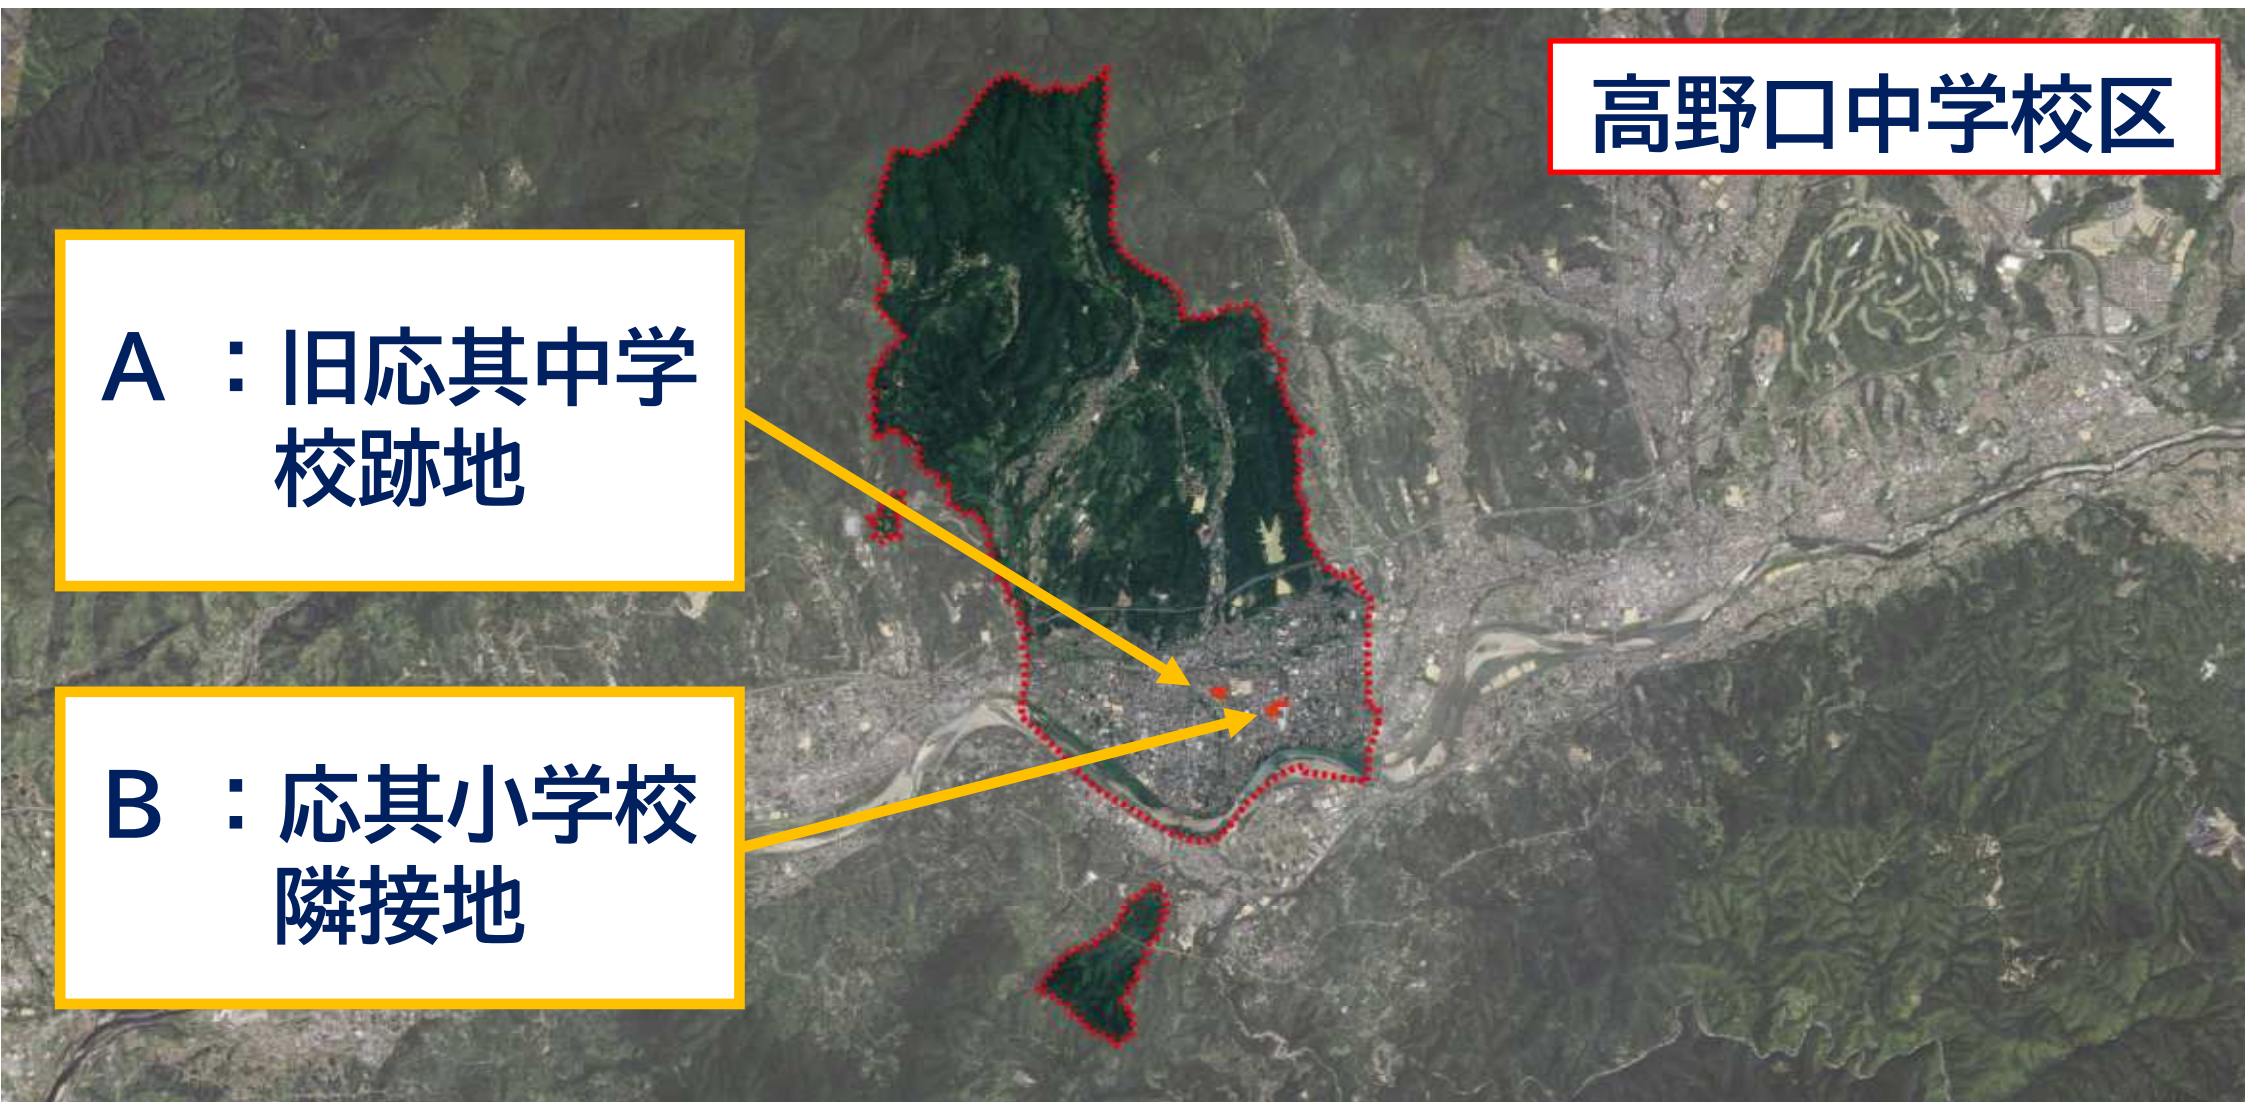 高野口中学校区
A ：旧応其中学
校跡地
B ：応其小学校
隣接地